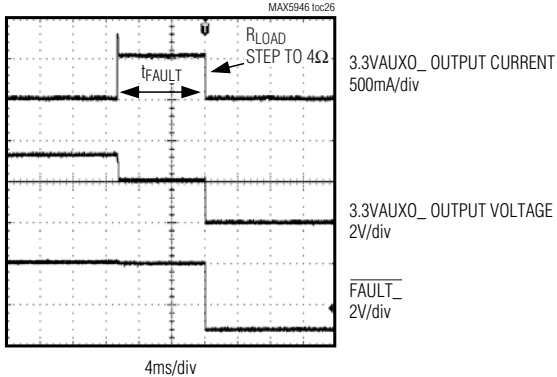 MAX5946 toc26
RLOAD
STEP TO 4Ω
tFAULT
3.3VAUXO_ OUTPUT CURRENT
500mA/div
3.3VAUXO_ OUTPUT VOLTAGE
2V/div
FAULT_
2V/div
4ms/div